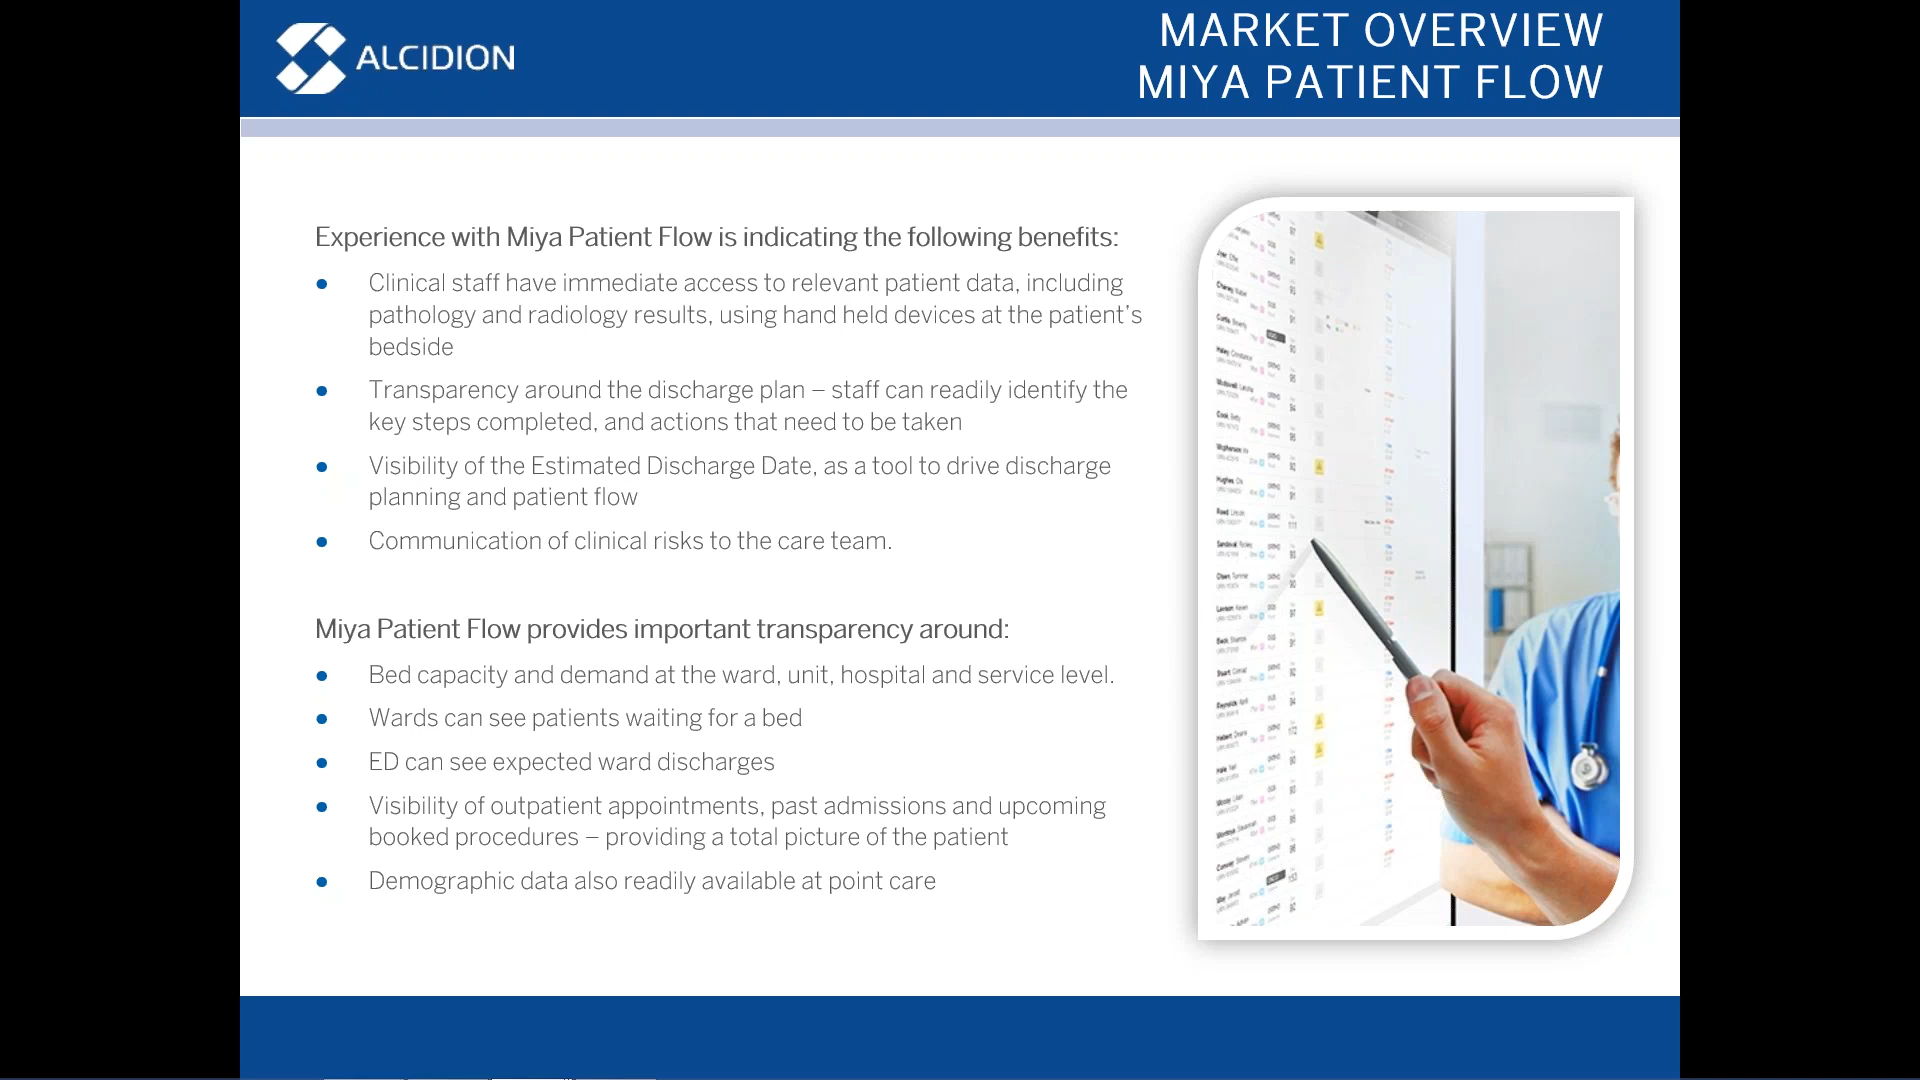 ALCIDION
MARKET OVERVIEW
MIYA PATIENT FLOW
Experience with Miya Patient Flow is indicating the following benefits:
● Clinical staff have immediate access to relevant patient data, including
pathology and radiology results, using hand held devices at the patient's
bedside
● Transparency around the discharge plan – staff can readily identify the
key steps completed, and actions that need to be taken
● Visibility of the Estimated Discharge Date, as a tool to drive discharge
planning and patient flow
● Communication of clinical risks to the care team.
Miya Patient Flow provides important transparency around:
● Bed capacity and demand at the ward, unit, hospital and service level.
● Wards can see patients waiting for a bed
● ED can see expected ward discharges
● Visibility of outpatient appointments, past admissions and upcoming
booked procedures – providing a total picture of the patient
● Demographic data also readily available at point care